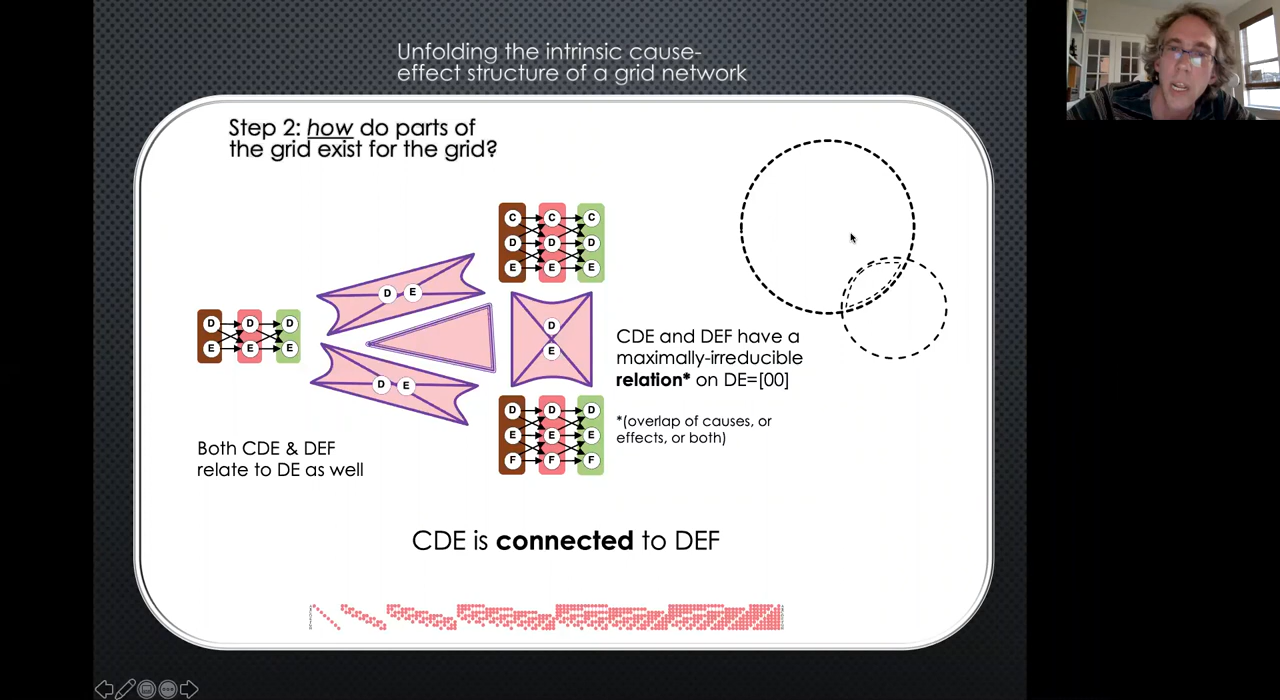 Unfolding the intrinsic cause-
effect structure of a grid network
Step 2: how do parts of
the grid exist for the grid?
C C C
D D D
E E E
D E
D D D
E E E
D
E
D E
CDE and DEF have a
maximally-irreducible
relation* on DE=[00]
*(overlap of causes, or
effects, or both)
D D D
E E E
F F F
Both CDE & DEF
relate to DE as well
CDE is connected to DEF